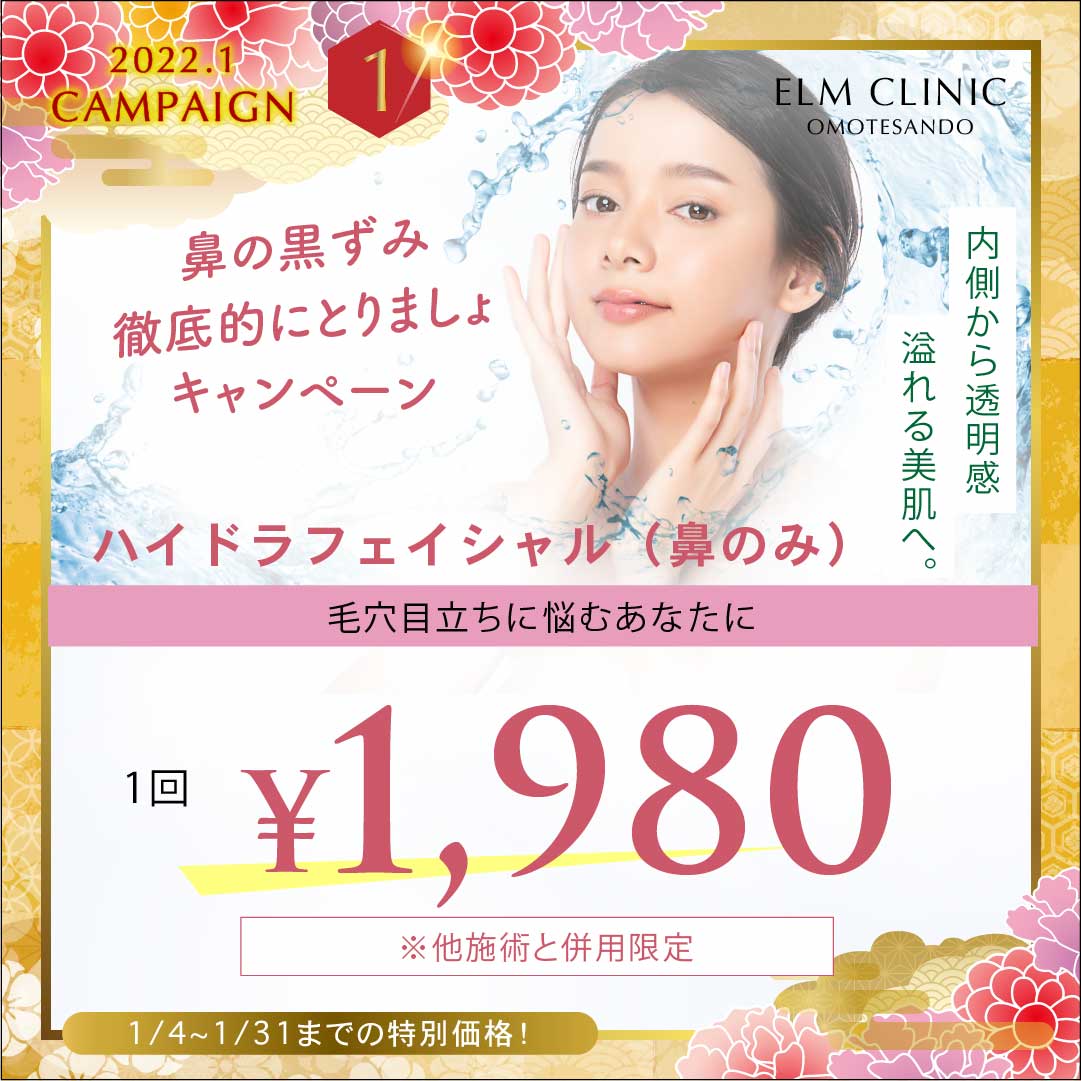 2022.1
CAMPAIGN
1
ELM CLINIC
OMOTESANDO
鼻の黒ずみ
徹底的にとりましょ
キャンペーン
内側から透明感
溢れる美肌へ。
ハイドラフェイシャル（鼻のみ）
毛穴目立ちに悩むあなたに
1回 ¥1,980
※他施術と併用限定
1/4~1/31までの特別価格！